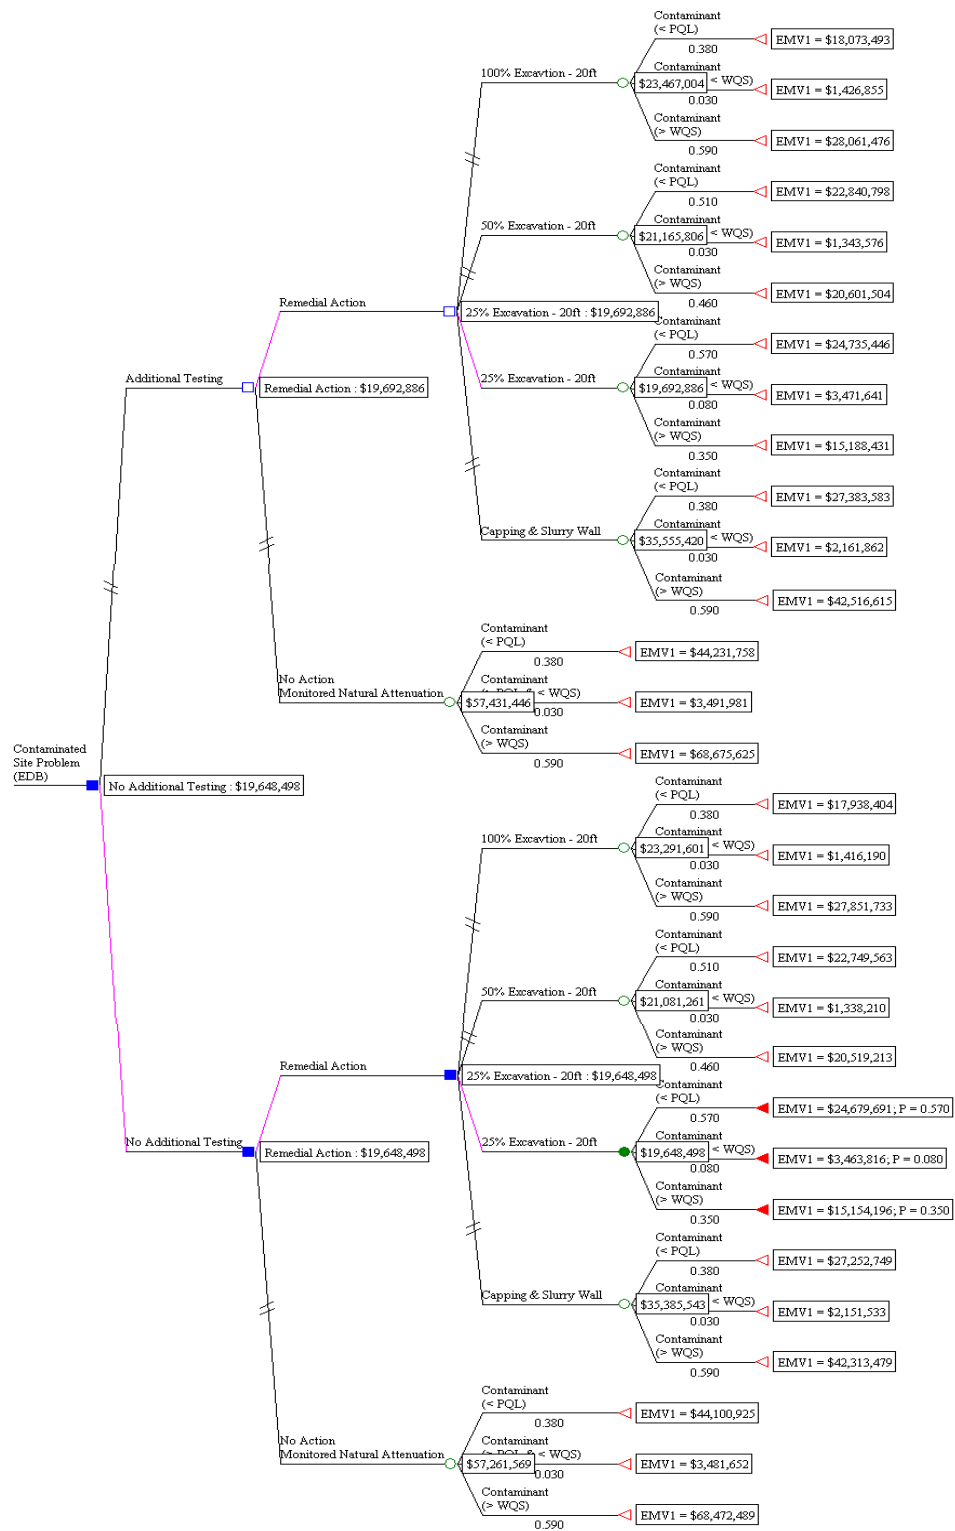 Contaminant
(< PQL)
0.380
EMV1 = $18,073,493
100% Excavtion - 20ft
$23,467,004
Contaminant
< WQS)
0.030
EMV1 = $1,426,855
Contaminant
(> WQS)
0.590
EMV1 = $28,061,476
Contaminant
(< PQL)
0.510
EMV1 = $22,840,798
50% Excavation - 20ft
$21,165,806
Contaminant
< WQS)
0.030
EMV1 = $1,343,576
Contaminant
(> WQS)
0.460
EMV1 = $20,601,504
Remedial Action
25% Excavation - 20ft : $19,692,886
Contaminant
(< PQL)
0.570
EMV1 = $24,735,446
Additional Testing
Remedial Action : $19,692,886
25% Excavation - 20ft
$19,692,886
Contaminant
< WQS)
0.080
EMV1 = $3,471,641
Contaminant
(> WQS)
0.350
EMV1 = $15,188,431
Contaminant
(< PQL)
0.380
EMV1 = $27,383,583
Capping & Slurry Wall
$35,555,420
Contaminant
< WQS)
0.030
EMV1 = $2,161,862
Contaminant
(> WQS)
0.590
EMV1 = $42,516,615
Contaminant
(< PQL)
0.380
EMV1 = $44,231,758
No Action
Monitored Natural Attenuation
$57,431,446
Contaminant
< WQS)
0.030
EMV1 = $3,491,981
Contaminant
(> WQS)
0.590
EMV1 = $68,675,625
Contaminated
Site Problem
(EDB)
No Additional Testing : $19,648,498
Contaminant
(< PQL)
0.380
EMV1 = $17,938,404
100% Excavtion - 20ft
$23,291,601
Contaminant
< WQS)
0.030
EMV1 = $1,416,190
Contaminant
(> WQS)
0.590
EMV1 = $27,851,733
Contaminant
(< PQL)
0.510
EMV1 = $22,749,563
50% Excavation - 20ft
$21,081,261
Contaminant
< WQS)
0.030
EMV1 = $1,338,210
Contaminant
(> WQS)
0.460
EMV1 = $20,519,213
Remedial Action
25% Excavation - 20ft : $19,648,498
Contaminant
(< PQL)
0.570
EMV1 = $24,679,691; P = 0.570
No Additional Testing
Remedial Action : $19,648,498
25% Excavation - 20ft
$19,648,498
Contaminant
< WQS)
0.080
EMV1 = $3,463,816; P = 0.080
Contaminant
(> WQS)
0.350
EMV1 = $15,154,196; P = 0.350
Contaminant
(< PQL)
0.380
EMV1 = $27,252,749
Capping & Slurry Wall
$35,385,543
Contaminant
< WQS)
0.030
EMV1 = $2,151,533
Contaminant
(> WQS)
0.590
EMV1 = $42,313,479
Contaminant
(< PQL)
0.380
EMV1 = $44,100,925
No Action
Monitored Natural Attenuation
$57,261,569
Contaminant
< WQS)
0.030
EMV1 = $3,481,652
Contaminant
(> WQS)
0.590
EMV1 = $68,472,489